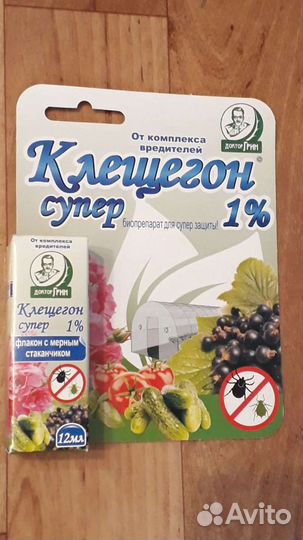 От комплекса
вредителей
ДОКТОР ГРИН
Клещегон
супер 1%
биопрепарат для супер защиты!
От комплекса
вредителей
ДОКТОР ГРИН
Клещегон
супер 1%
флакон с мерным
стаканчиком
12мл
Avito